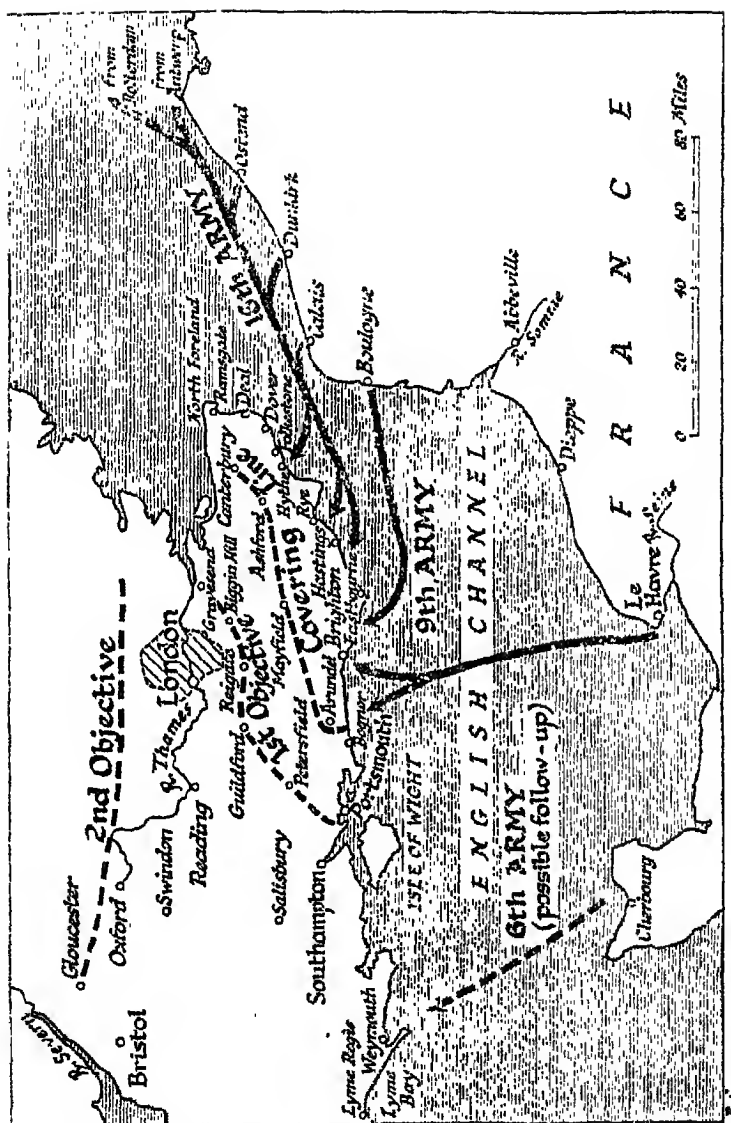 Gloucester
R. Severn
Bristol
Oxford
2nd Objective
Swindon
R. Thames
Reading
London
Gravesend
Biggin Hill
Reigate
Guildford
1st Objective
Petersfield
Salisbury
Southampton
Portsmouth
ISLE OF WIGHT
Bognor
Arundel
Brighton
Covering Line
Hayfield
Ashford
Canterbury
North Foreland
Ramsgate
Deal
Dover
Folkestone
Hythe
Rye
Hastings
Eastbourne
from
Rotterdam
from
Antwerp
16th ARMY
Ostend
Dunkirk
Calais
Boulogne
9th ARMY
ENGLISH CHANNEL
6th ARMY
(possible follow-up)
Lyme Regis
Weymouth
Lyme
Bay
Cherbourg
Le
Havre
R. Seine
Dieppe
Abbeville
R. Somme
FRANCE
0 20 40 60 80 Miles